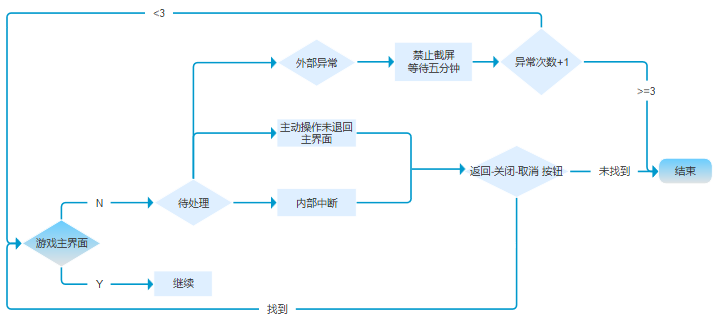 <3
外部异常
禁止截屏
等待五分钟
异常次数+1
>=3
主动操作未退回
主界面
返回-关闭-取消 按钮
未找到
结束
N
待处理
内部中断
游戏主界面
Y
继续
找到